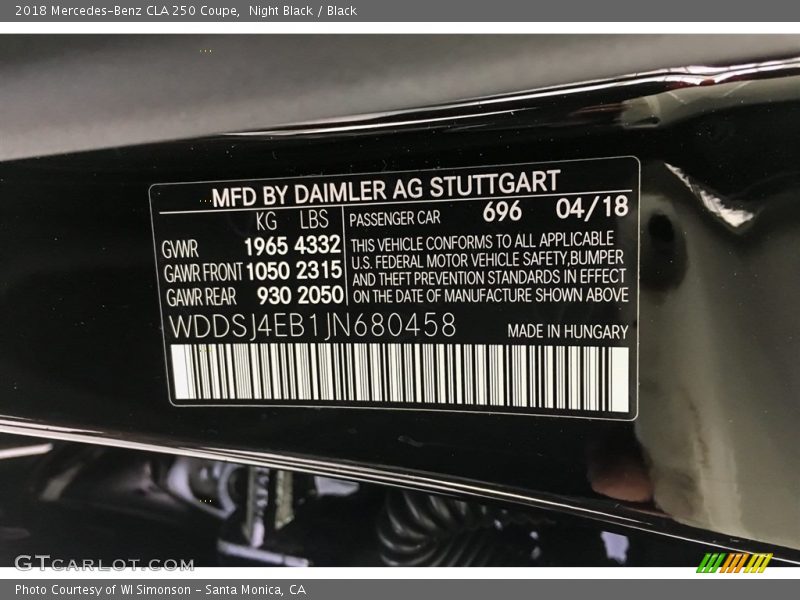 2018 Mercedes-Benz CLA 250 Coupe, Night Black / Black
MFD BY DAIMLER AG STUTTGART
KG LBS
GVWR 1965 4332
GAWR FRONT 1050 2315
GAWR REAR 930 2050
PASSENGER CAR 696 04/18
THIS VEHICLE CONFORMS TO ALL APPLICABLE
U.S. FEDERAL MOTOR VEHICLE SAFETY,BUMPER
AND THEFT PREVENTION STANDARDS IN EFFECT
ON THE DATE OF MANUFACTURE SHOWN ABOVE
WDDSJ4EB1JN680458 MADE IN HUNGARY
GTCARLOT.COM
Photo Courtesy of WI Simonson - Santa Monica, CA